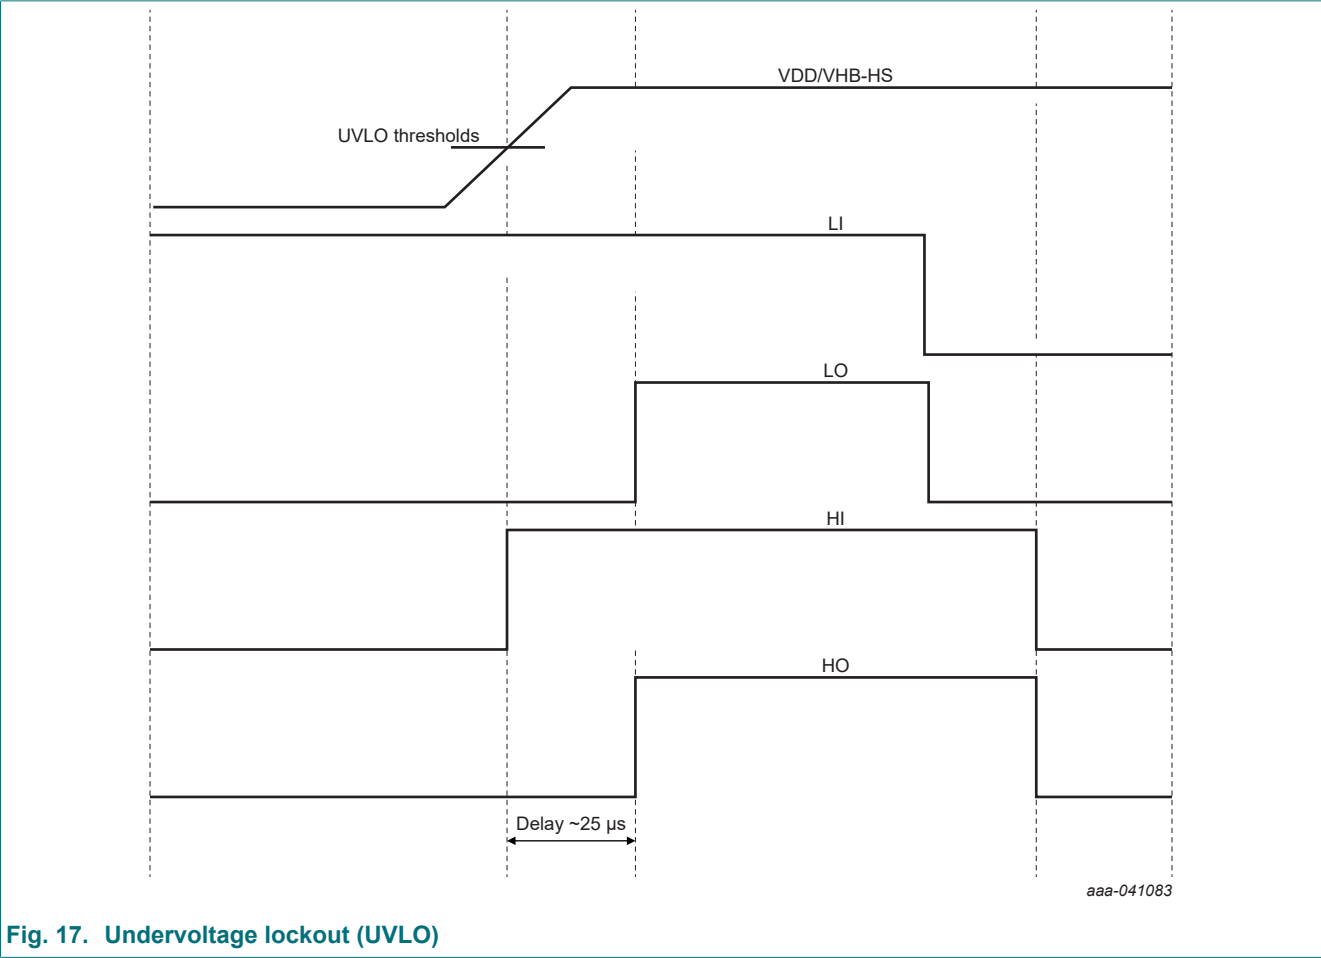 VDD/VHB-HS
UVLO thresholds
LI
LO
HI
HO
Delay ~25 µs
aaa-041083
Fig. 17. Undervoltage lockout (UVLO)